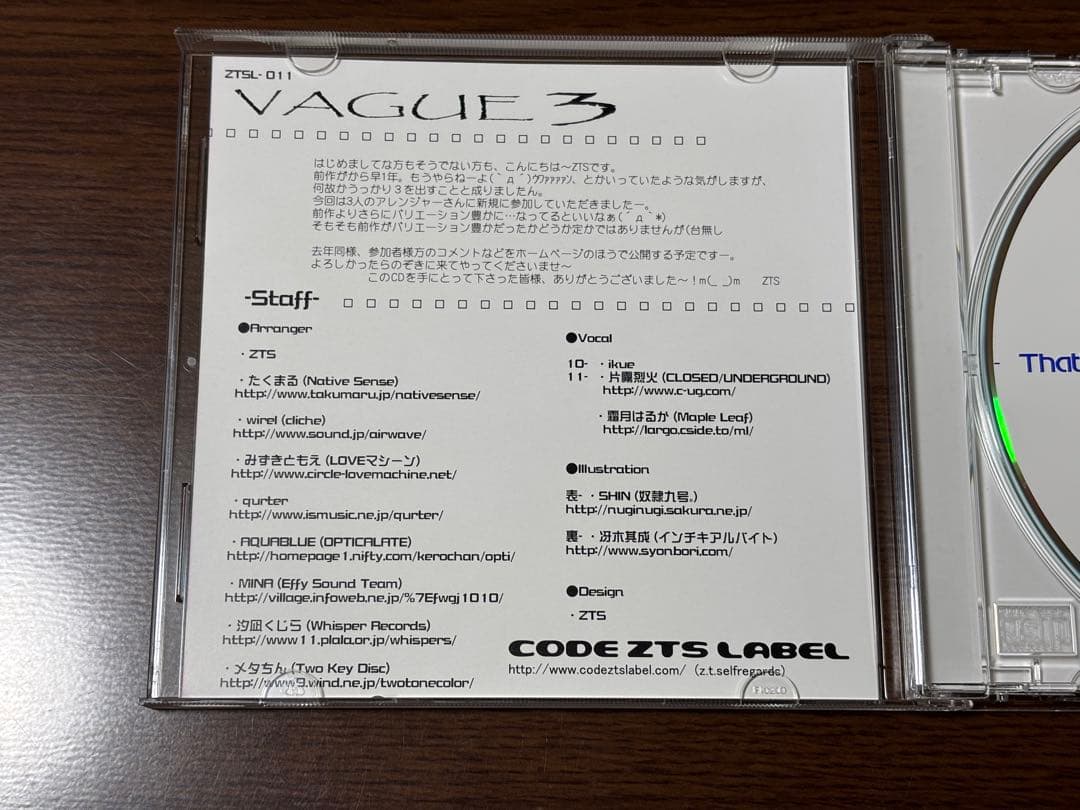 ZTSL-011
VAGUE 3
はじめましてな方もそうでない方も、こんにちは～ZTSです。
前作がから早1年。もうやらねーよ(｀д´)ｳﾜｧｧｧｧﾝ、とかいっていたような気がしますが、
何故かうっかり３を出すことと成りましたん。
今回は3人のアレンジャーさんに新規に参加していただきましたー。
前作よりさらにバリエーション豊かに…なってるといいなぁ(´д｀*)
そもそも前作がバリエーション豊かだったかどうか定かではありませんが(台無し
去年同様、参加者様方のコメントなどをホームページのほうで公開する予定ですー。
よろしかったらのぞきに来てやってくださいませ～
このCDを手にとって下さった皆様、ありがとうございました～！m(_ _)m ZTS
-Staff-
●Arranger
・ZTS
・たくまる (Native Sense)
http://www.takumaru.jp/nativesense/
・wirel (cliche)
http://www.sound.jp/airwave/
・みずきともえ (LOVEマシーン)
http://www.circle-lovemachine.net/
・qurter
http://www.ismusic.ne.jp/qurter/
・AQUABLUE (OPTICALATE)
http://homepage1.nifty.com/kerochan/opti/
・MINA (Effy Sound Team)
http://village.infoweb.ne.jp/%7Efwgj1010/
・汐凪くじら (Whisper Records)
http://www11.plala.or.jp/whispers/
・メタちん (Two Key Disc)
http://www9.wind.ne.jp/twotonecolor/
●Vocal
10- ・ikue
11- ・片霧烈火 (CLOSED/UNDERGROUND)
http://www.c-ug.com/
・霜月はるか (Maple Leaf)
http://largo.cside.to/ml/
●Illustration
表- ・SHIN (奴隷九号。)
http://nuginugi.sakura.ne.jp/
裏- ・冴木其成 (インチキアルバイト)
http://www.syonbori.com/
●Design
・ZTS
CODE ZTS LABEL
http://www.codeztslabel.com/ (z.t.selfregards)
That